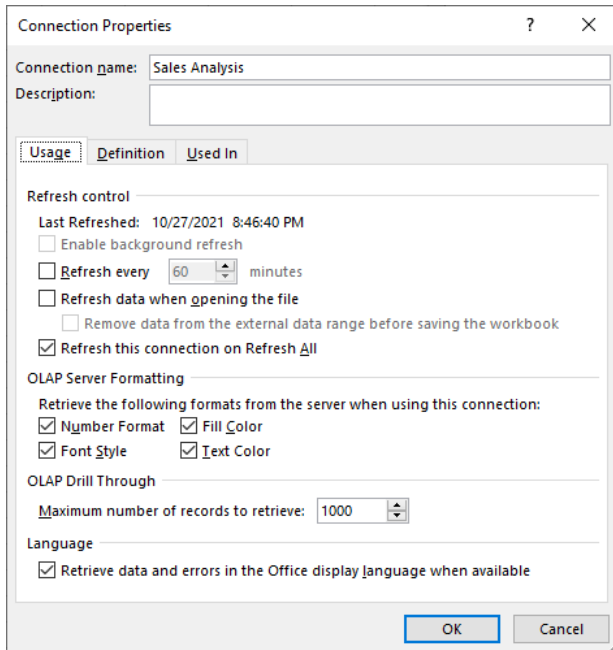 Connection Properties ?
Connection name: Sales Analysis
Description:
Usage Definition Used In
Refresh control
Last Refreshed: 10/27/2021 8:46:40 PM
Enable background refresh
Refresh every 60 minutes
Refresh data when opening the file
Remove data from the external data range before saving the workbook
Refresh this connection on Refresh All
OLAP Server Formatting
Retrieve the following formats from the server when using this connection:
Number Format Fill Color
Font Style Text Color
OLAP Drill Through
Maximum number of records to retrieve: 1000
Language
Retrieve data and errors in the Office display language when available
OK Cancel